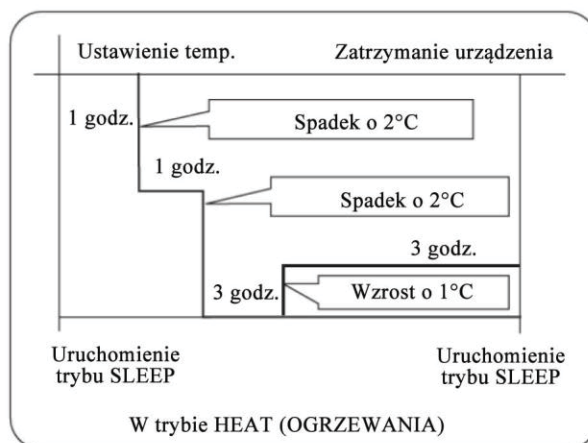 Ustawienie temp.
Zatrzymanie urządzenia
1 godz.
Spadek o 2°C
1 godz.
Spadek o 2°C
3 godz.
3 godz.
Wzrost o 1°C
Uruchomienie
trybu SLEEP
Uruchomienie
trybu SLEEP
W trybie HEAT (OGRZEWANIA)